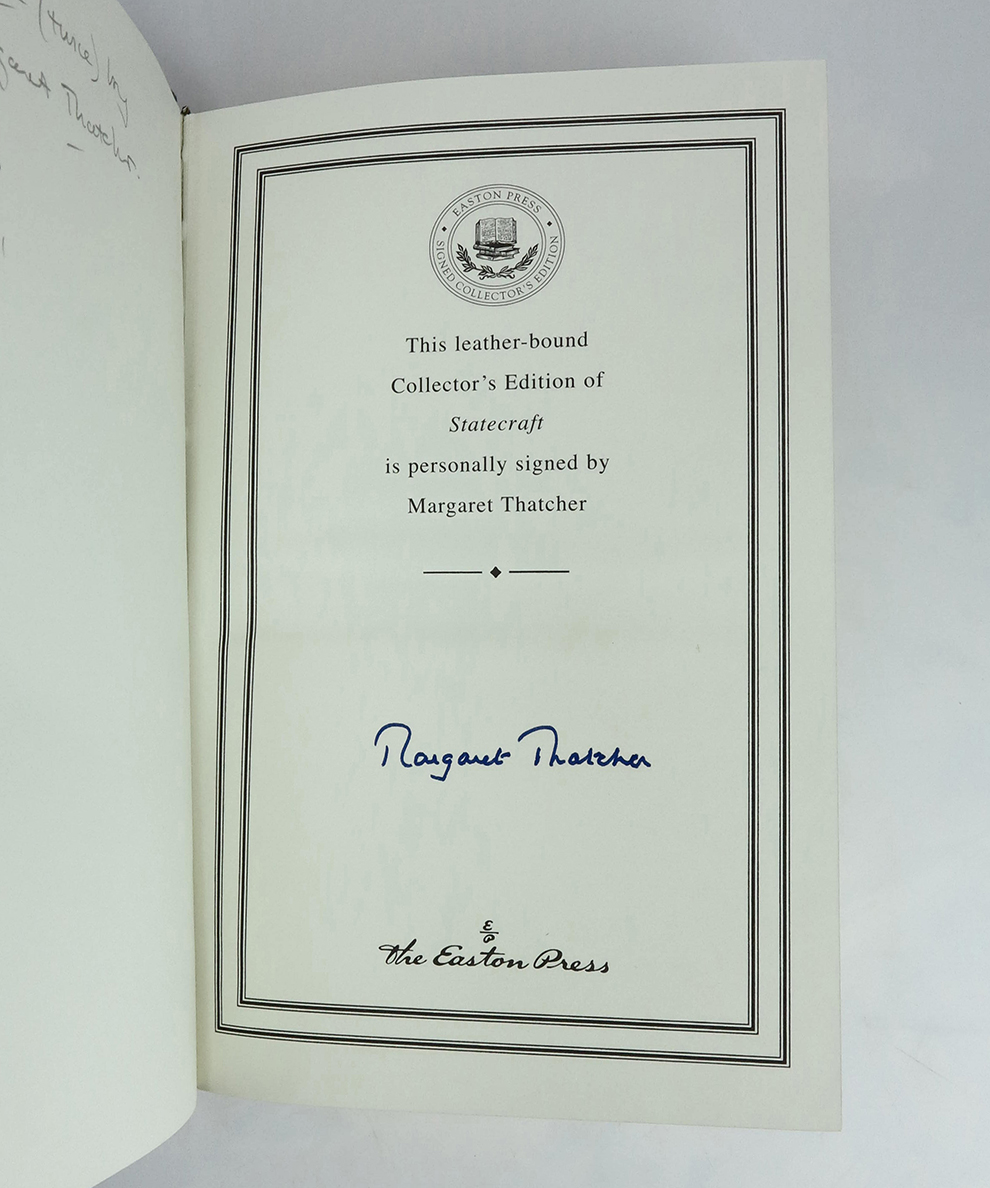 (twice) by
Thatcher.
EASTON PRESS
SIGNED COLLECTOR'S EDITION
This leather-bound
Collector's Edition of
Statecraft
is personally signed by
Margaret Thatcher
Margaret Thatcher
E
P
the Easton Press